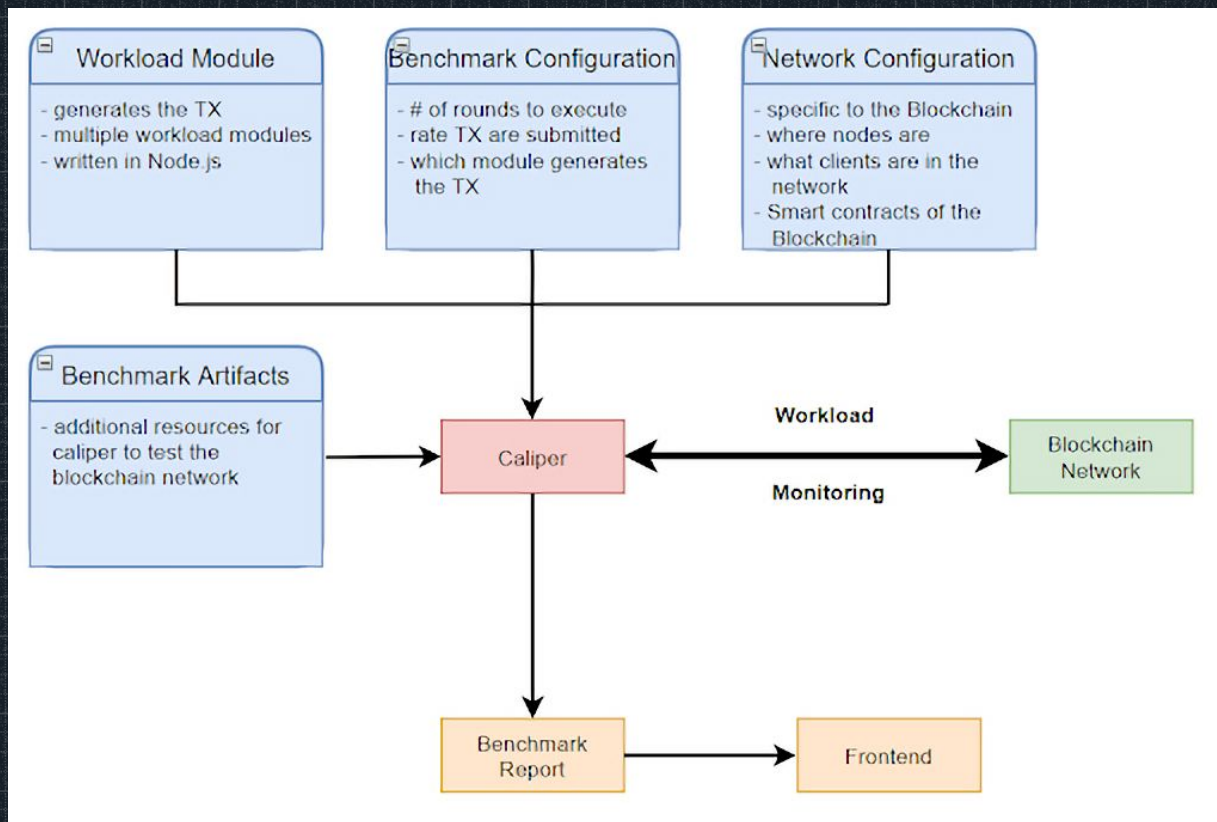 Workload Module
- generates the TX
- multiple workload modules
- written in Node.js
Benchmark Configuration
- # of rounds to execute
- rate TX are submitted
- which module generates
the TX
Network Configuration
- specific to the Blockchain
- where nodes are
- what clients are in the
network
- Smart contracts of the
Blockchain
Benchmark Artifacts
- additional resources for
caliper to test the
blockchain network
Caliper
Workload
Monitoring
Blockchain
Network
Benchmark
Report
Frontend